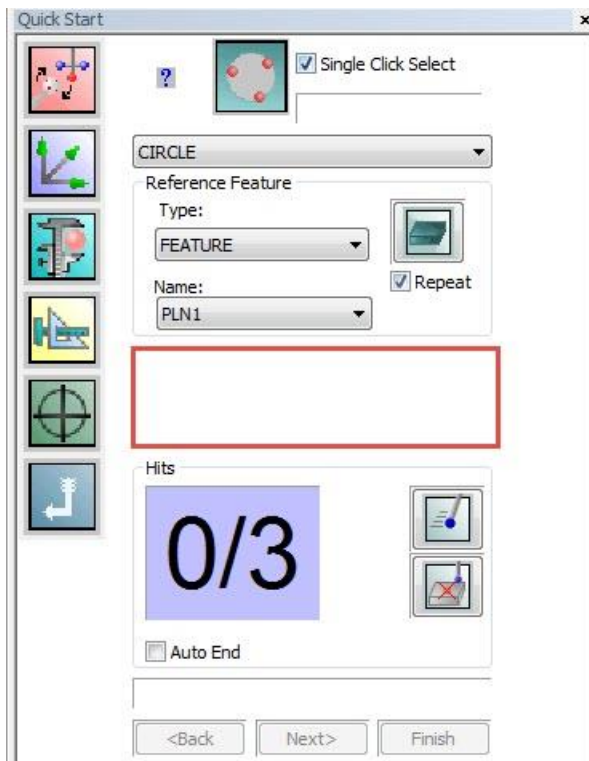 Quick Start
x
?
Single Click Select
CIRCLE
Reference Feature
Type:
FEATURE
Repeat
Name:
PLN1
Hits
0/3
Auto End
<Back Next> Finish